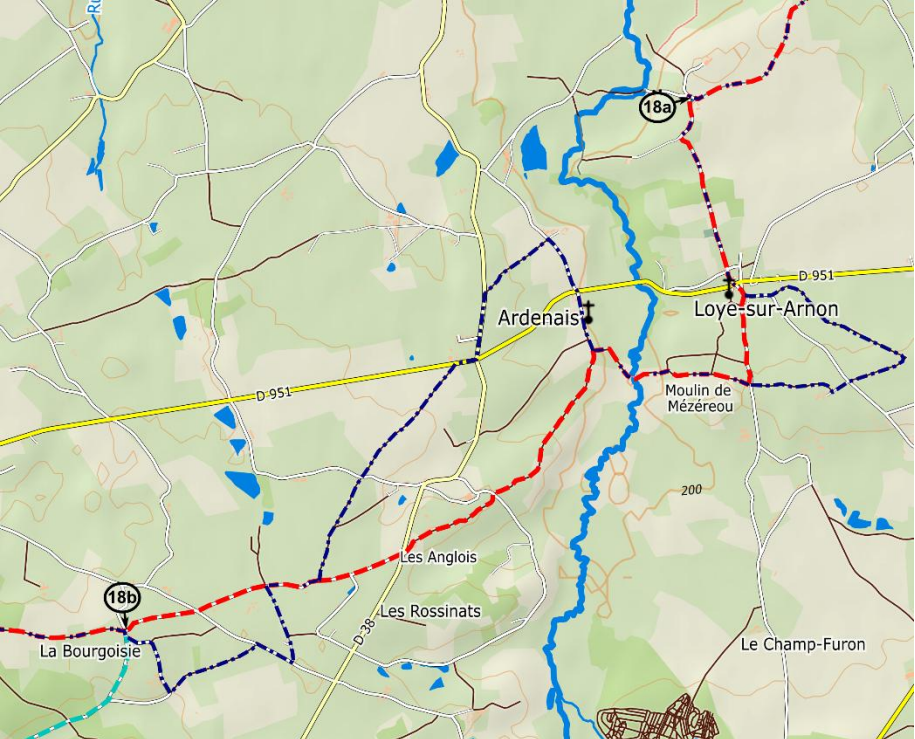 Ru
18a
D 951
Ardenais
Loye-sur-Arnon
D 951
Moulin de
Mézéreou
200
Les Anglois
18b
Les Rossinats
D 38
La Bourgoisie
Le Champ-Furon